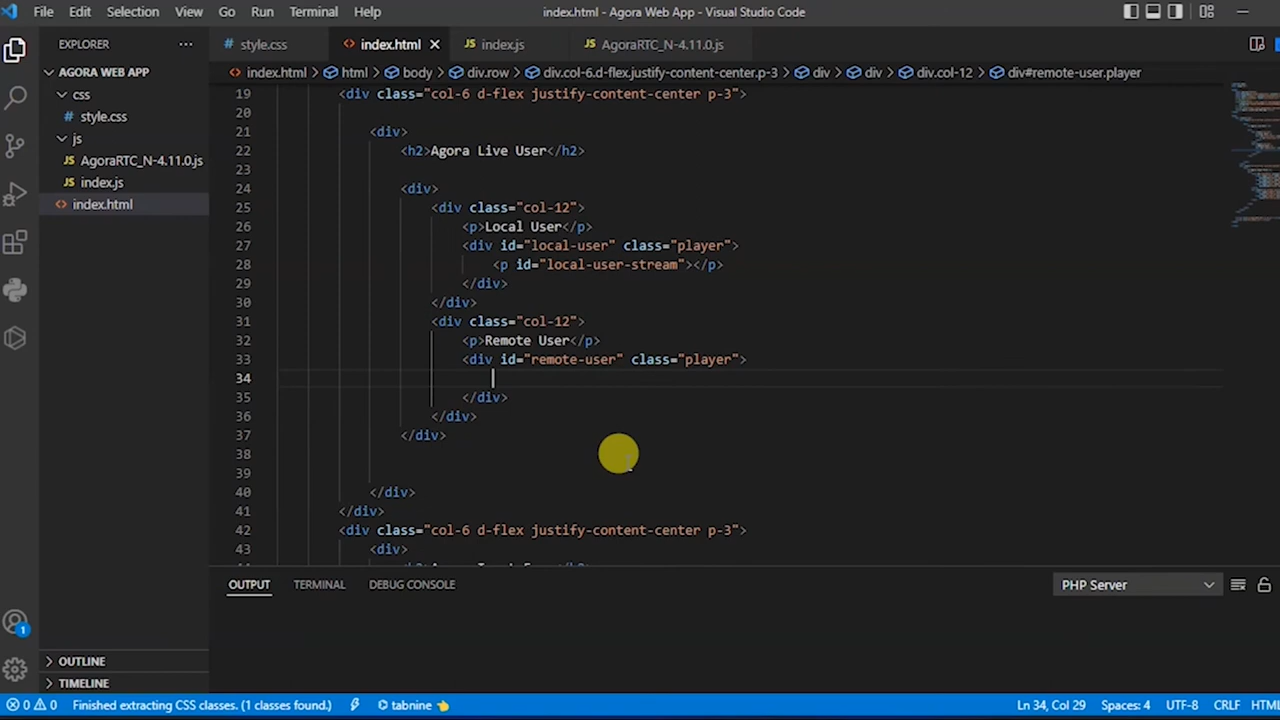 File Edit Selection View Go Run Terminal Help index.html - Agora Web App - Visual Studio Code
EXPLORER ···
AGORA WEB APP
css
# style.css
js
JS AgoraRTC_N-4.11.0.js
JS index.js
<> index.html
OUTLINE
TIMELINE
# style.css <> index.html × JS index.js JS AgoraRTC_N-4.11.0.js
<> index.html > html > body > div.row > div.col-6.d-flex.justify-content-center.p-3 > div > div > div.col-12 > div#remote-user.player
19 <div class="col-6 d-flex justify-content-center p-3">
20
21 <div>
22 <h2>Agora Live User</h2>
23
24 <div>
25 <div class="col-12">
26 <p>Local User</p>
27 <div id="local-user" class="player">
28 <p id="local-user-stream"></p>
29 </div>
30 </div>
31 <div class="col-12">
32 <p>Remote User</p>
33 <div id="remote-user" class="player">
34
35 </div>
36 </div>
37 </div>
38
39
40 </div>
41 </div>
42 <div class="col-6 d-flex justify-content-center p-3">
43 <div>
OUTPUT TERMINAL DEBUG CONSOLE PHP Server
1
0 0 Finished extracting CSS classes. (1 classes found.) tabnine Ln 34, Col 29 Spaces: 4 UTF-8 CRLF HTML